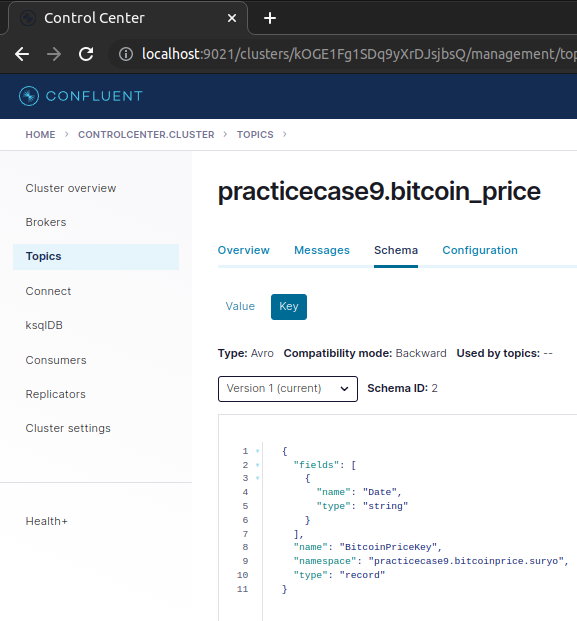 Control Center
localhost:9021/clusters/kOGE1Fg1SDq9yXrDJsjbsQ/management/top
CONFLUENT
HOME > CONTROLCENTER.CLUSTER > TOPICS >
Cluster overview
Brokers
Topics
Connect
ksqlDB
Consumers
Replicators
Cluster settings
Health+
practicecase9.bitcoin_price
Overview Messages Schema Configuration
Value Key
Type: Avro Compatibility mode: Backward Used by topics: --
Version 1 (current) Schema ID: 2
1 {
2 "fields": [
3 {
4 "name": "Date",
5 "type": "string"
6 }
7 ],
8 "name": "BitcoinPriceKey",
9 "namespace": "practicecase9.bitcoinprice.suryo",
10 "type": "record"
11 }